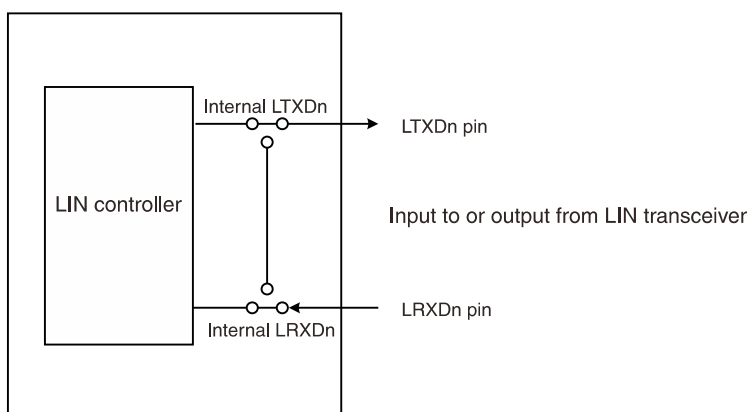 Internal LTXDn
LTXDn pin
LIN controller
Input to or output from LIN transceiver
LRXDn pin
Internal LRXDn